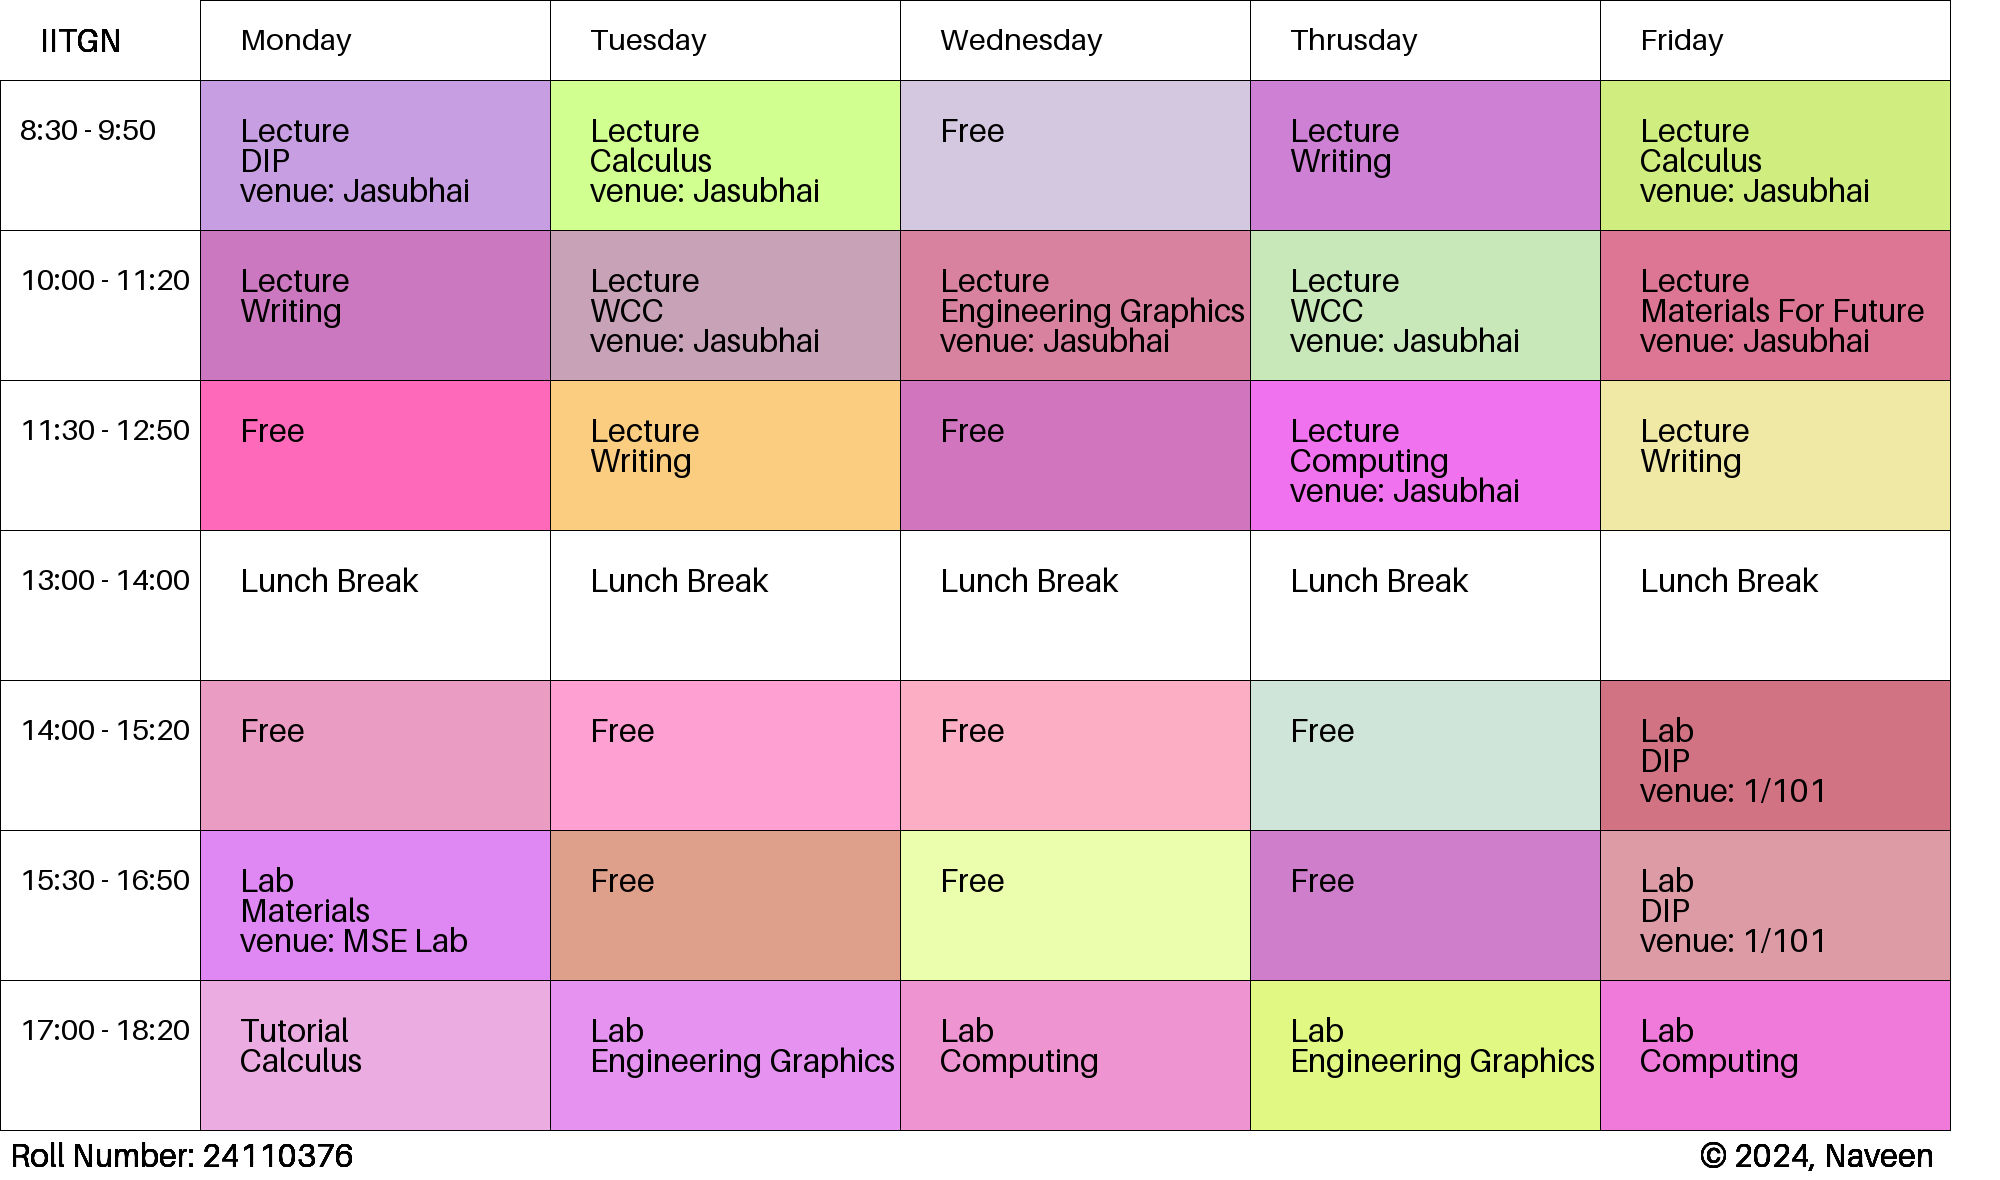 IITGN Monday Tuesday Wednesday Thrusday Friday
8:30 - 9:50
Lecture
DIP
venue: Jasubhai
Lecture
Calculus
venue: Jasubhai
Free
Lecture
Writing
Lecture
Calculus
venue: Jasubhai
10:00 - 11:20
Lecture
Writing
Lecture
WCC
venue: Jasubhai
Lecture
Engineering Graphics
venue: Jasubhai
Lecture
WCC
venue: Jasubhai
Lecture
Materials For Future
venue: Jasubhai
11:30 - 12:50
Free
Lecture
Writing
Free
Lecture
Computing
venue: Jasubhai
Lecture
Writing
13:00 - 14:00
Lunch Break
Lunch Break
Lunch Break
Lunch Break
Lunch Break
14:00 - 15:20
Free
Free
Free
Free
Lab
DIP
venue: 1/101
15:30 - 16:50
Lab
Materials
venue: MSE Lab
Free
Free
Free
Lab
DIP
venue: 1/101
17:00 - 18:20
Tutorial
Calculus
Lab
Engineering Graphics
Lab
Computing
Lab
Engineering Graphics
Lab
Computing
Roll Number: 24110376
© 2024, Naveen